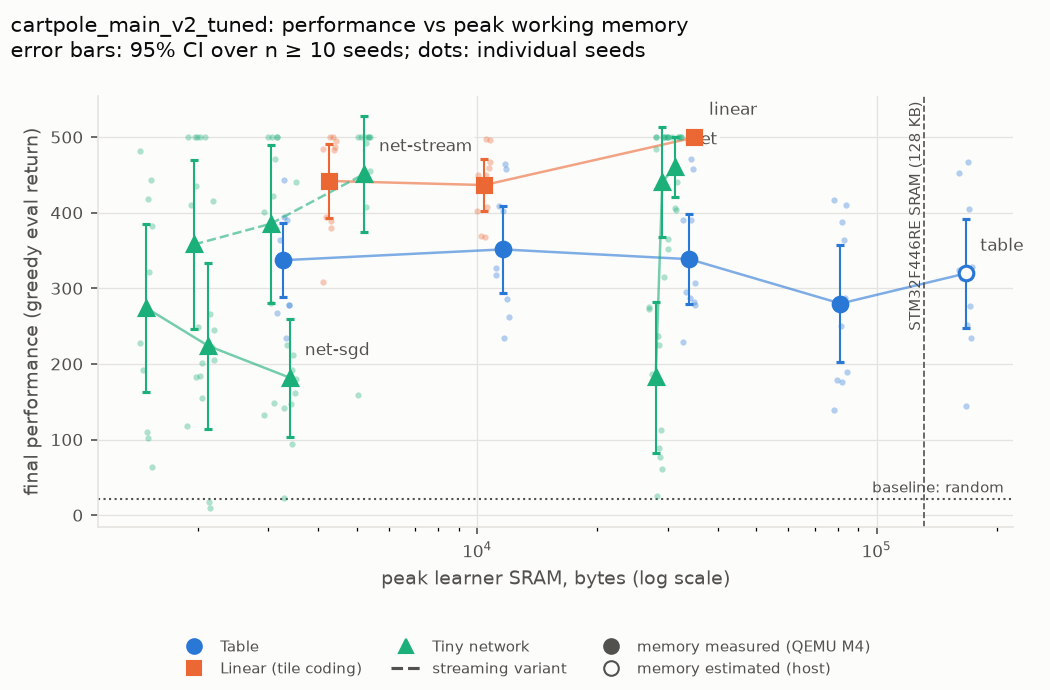 cartpole_main_v2_tuned: performance vs peak working memory
error bars: 95% CI over n ≥ 10 seeds; dots: individual seeds
final performance (greedy eval return)
500
400
300
200
100
0
linear
et
net-stream
net-sgd
table
STM32F446RE SRAM (128 KB)
baseline: random
10⁴
10⁵
peak learner SRAM, bytes (log scale)
Table
Linear (tile coding)
Tiny network
streaming variant
memory measured (QEMU M4)
memory estimated (host)